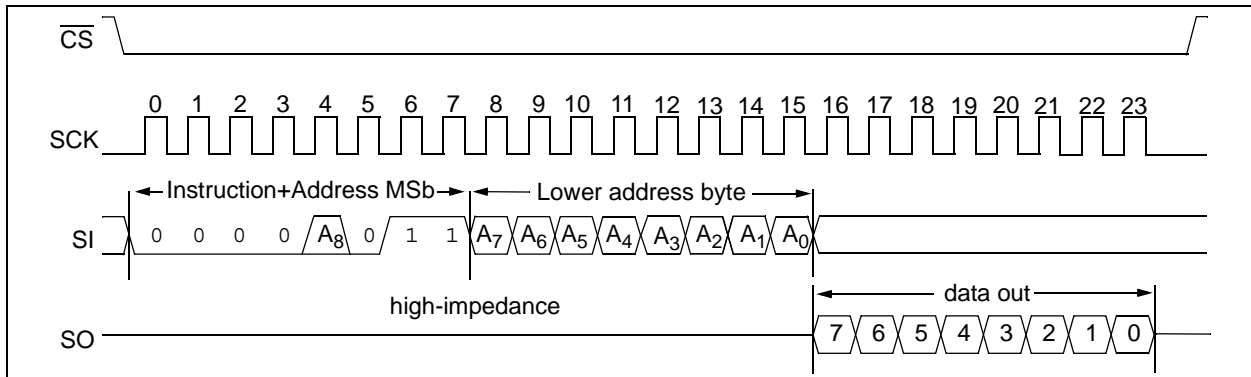 CS
0 1 2 3 4 5 6 7 8 9 10 11 12 13 14 15 16 17 18 19 20 21 22 23
SCK
Instruction+Address MSb Lower address byte
SI 0 0 0 0 A8 0 1 1 A7 A6 A5 A4 A3 A2 A1 A0
high-impedance data out
SO 7 6 5 4 3 2 1 0